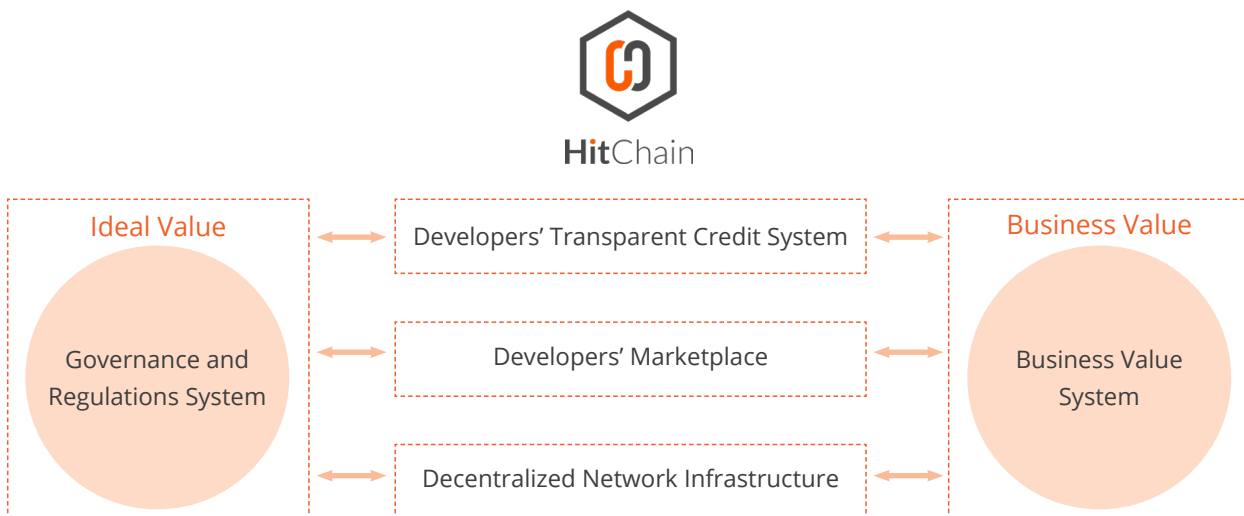 HitChain
Ideal Value
Governance and
Regulations System
Developers’ Transparent Credit System
Developers’ Marketplace
Decentralized Network Infrastructure
Business Value
Business Value
System